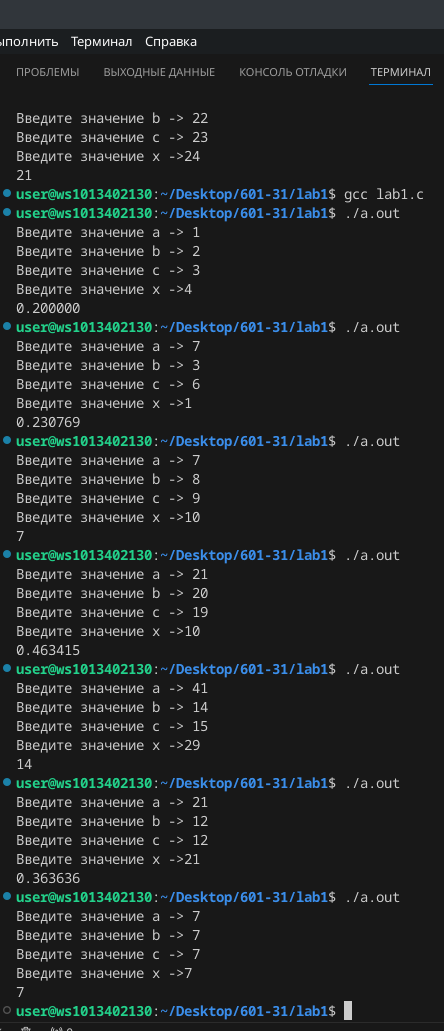 ыполнить Терминал Справка
ПРОБЛЕМЫ ВЫХОДНЫЕ ДАННЫЕ КОНСОЛЬ ОТЛАДКИ ТЕРМИНАЛ
Введите значение b -> 22
Введите значение c -> 23
Введите значение x ->24
21
user@ws1013402130:~/Desktop/601-31/lab1$ gcc lab1.c
user@ws1013402130:~/Desktop/601-31/lab1$ ./a.out
Введите значение a -> 1
Введите значение b -> 2
Введите значение c -> 3
Введите значение x ->4
0.200000
user@ws1013402130:~/Desktop/601-31/lab1$ ./a.out
Введите значение a -> 7
Введите значение b -> 3
Введите значение c -> 6
Введите значение x ->1
0.230769
user@ws1013402130:~/Desktop/601-31/lab1$ ./a.out
Введите значение a -> 7
Введите значение b -> 8
Введите значение c -> 9
Введите значение x ->10
7
user@ws1013402130:~/Desktop/601-31/lab1$ ./a.out
Введите значение a -> 21
Введите значение b -> 20
Введите значение c -> 19
Введите значение x ->10
0.463415
user@ws1013402130:~/Desktop/601-31/lab1$ ./a.out
Введите значение a -> 41
Введите значение b -> 14
Введите значение c -> 15
Введите значение x ->29
14
user@ws1013402130:~/Desktop/601-31/lab1$ ./a.out
Введите значение a -> 21
Введите значение b -> 12
Введите значение c -> 12
Введите значение x ->21
0.363636
user@ws1013402130:~/Desktop/601-31/lab1$ ./a.out
Введите значение a -> 7
Введите значение b -> 7
Введите значение c -> 7
Введите значение x ->7
7
user@ws1013402130:~/Desktop/601-31/lab1$